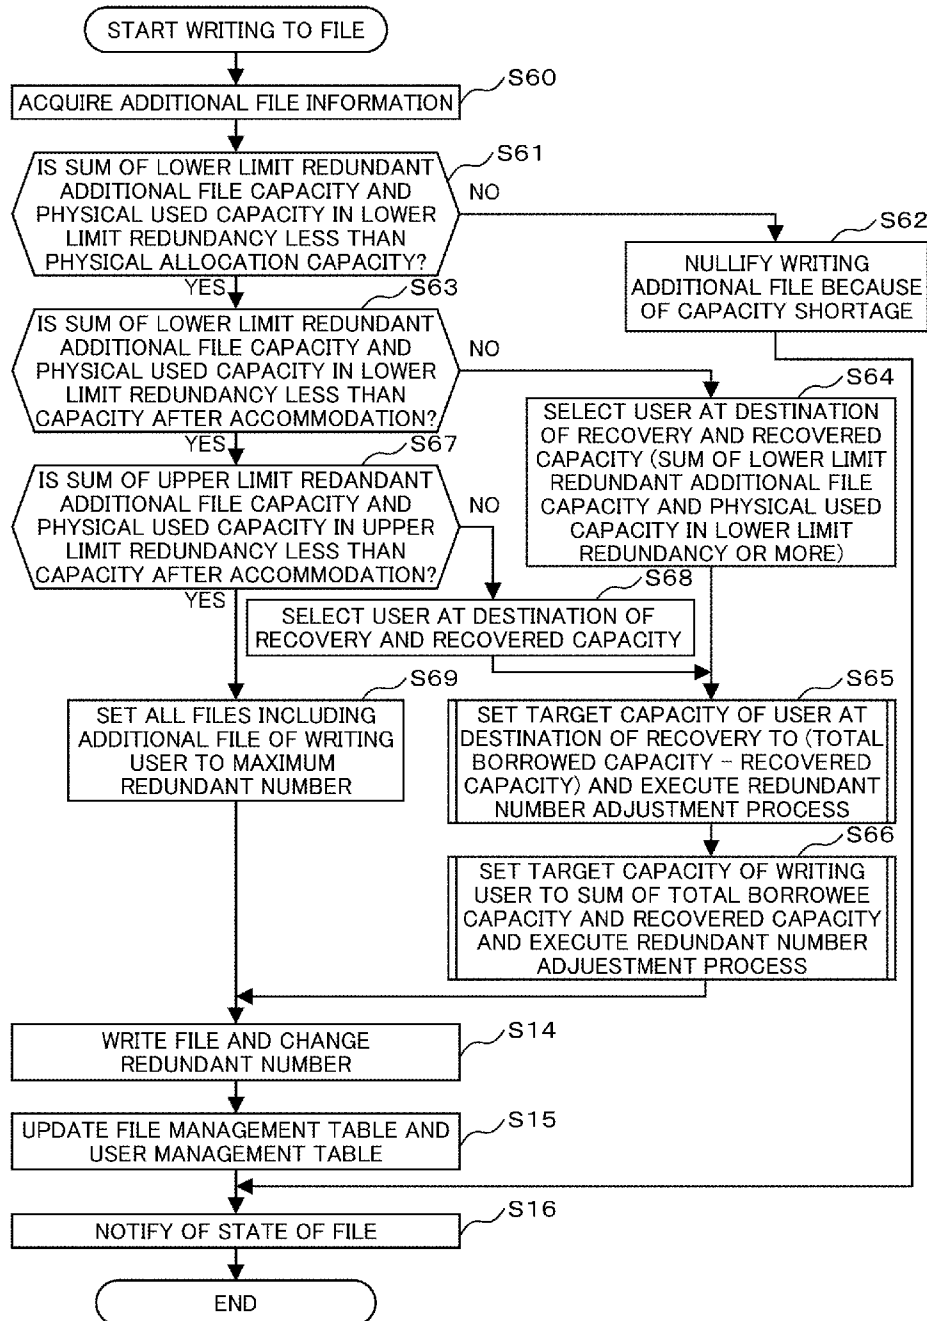 START WRITING TO FILE
S60
ACQUIRE ADDITIONAL FILE INFORMATION
S61
IS SUM OF LOWER LIMIT REDUNDANT
ADDITIONAL FILE CAPACITY AND
PHYSICAL USED CAPACITY IN LOWER
LIMIT REDUNDANCY LESS THAN
PHYSICAL ALLOCATION CAPACITY?
NO
YES
S62
NULLIFY WRITING
ADDITIONAL FILE BECAUSE
OF CAPACITY SHORTAGE
S63
IS SUM OF LOWER LIMIT REDUNDANT
ADDITIONAL FILE CAPACITY AND
PHYSICAL USED CAPACITY IN LOWER
LIMIT REDUNDANCY LESS THAN
CAPACITY AFTER ACCOMMODATION?
NO
YES
S64
SELECT USER AT DESTINATION
OF RECOVERY AND RECOVERED
CAPACITY (SUM OF LOWER LIMIT
REDUNDANT ADDITIONAL FILE
CAPACITY AND PHYSICAL USED
CAPACITY IN LOWER LIMIT
REDUNDANCY OR MORE)
S67
IS SUM OF UPPER LIMIT REDANDANT
ADDITIONAL FILE CAPACITY AND
PHYSICAL USED CAPACITY IN UPPER
LIMIT REDUNDANCY LESS THAN
CAPACITY AFTER ACCOMMODATION?
NO
YES
S68
SELECT USER AT DESTINATION OF
RECOVERY AND RECOVERED CAPACITY
S69
SET ALL FILES INCLUDING
ADDITIONAL FILE OF WRITING
USER TO MAXIMUM
REDUNDANT NUMBER
S65
SET TARGET CAPACITY OF USER AT
DESTINATION OF RECOVERY TO (TOTAL
BORROWED CAPACITY − RECOVERED
CAPACITY) AND EXECUTE REDUNDANT
NUMBER ADJUSTMENT PROCESS
S66
SET TARGET CAPACITY OF WRITING
USER TO SUM OF TOTAL BORROWEE
CAPACITY AND RECOVERED CAPACITY
AND EXECUTE REDUNDANT NUMBER
ADJUESTMENT PROCESS
S14
WRITE FILE AND CHANGE
REDUNDANT NUMBER
S15
UPDATE FILE MANAGEMENT TABLE AND
USER MANAGEMENT TABLE
S16
NOTIFY OF STATE OF FILE
END